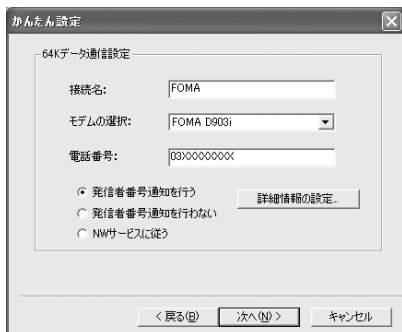 かんたん設定
64Kデータ通信設定
接続名: FOMA
モデムの選択: FOMA D903i
電話番号: 03XXXXXXXX
発信者番号通知を行う
詳細情報の設定...
発信者番号通知を行わない
NWサービスに従う
< 戻る(B) 次へ(N) > キャンセル